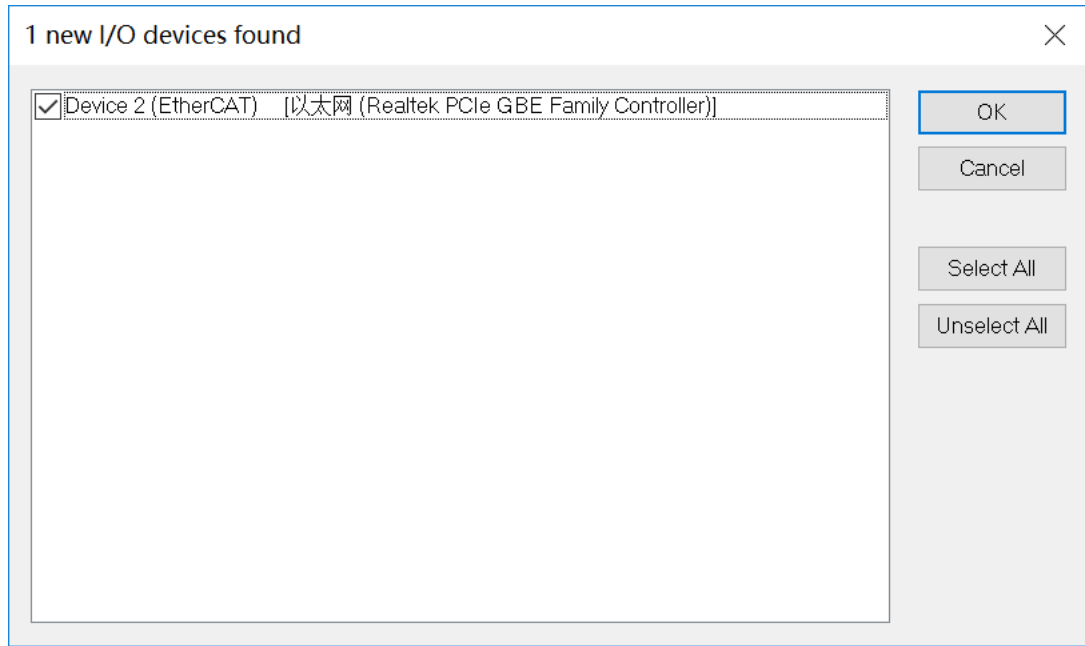 1 new I/O devices found
Device 2 (EtherCAT) [以太网 (Realtek PCIe GBE Family Controller)]
OK
Cancel
Select All
Unselect All